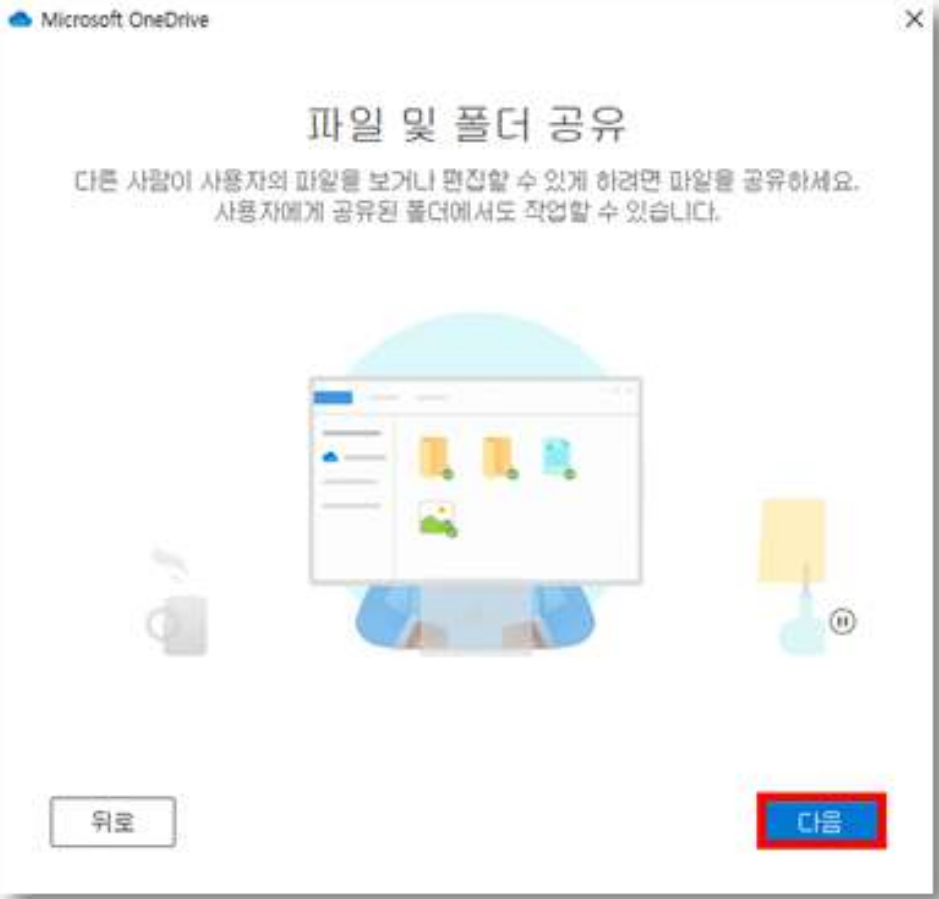 Microsoft OneDrive
파일 및 폴더 공유
다른 사람이 사용자의 파일을 보거나 편집할 수 있게 하려면 파일을 공유하세요.
사용자에게 공유된 폴더에서도 작업할 수 있습니다.
뒤로
다음